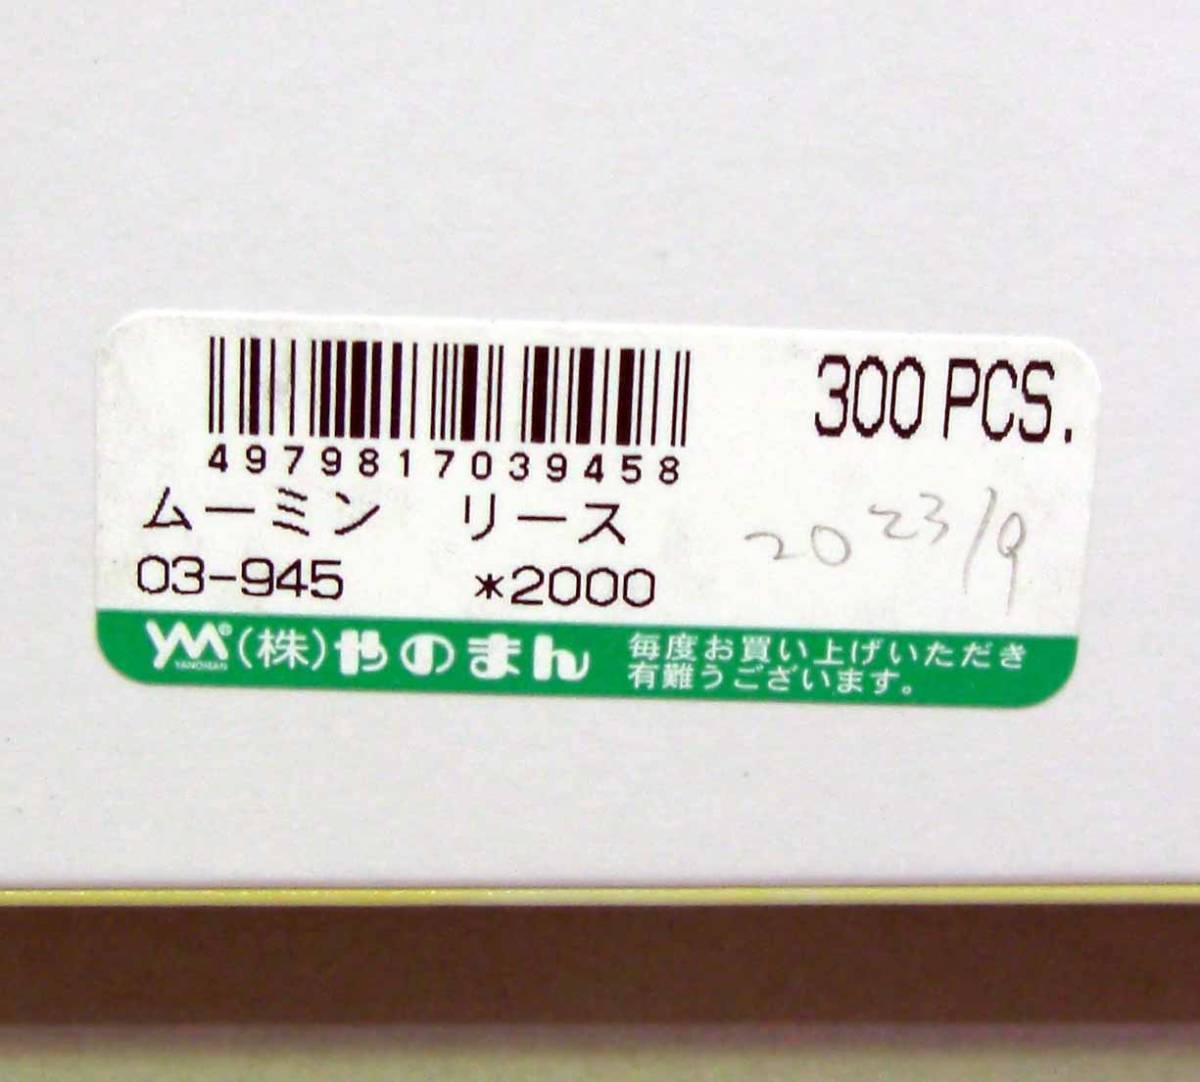 300 PCS.
4979817039458
ムーミン リース
2023/9
03-945 *2000
YM® YANOMAN (株)やのまん
毎度お買い上げいただき
有難うございます。